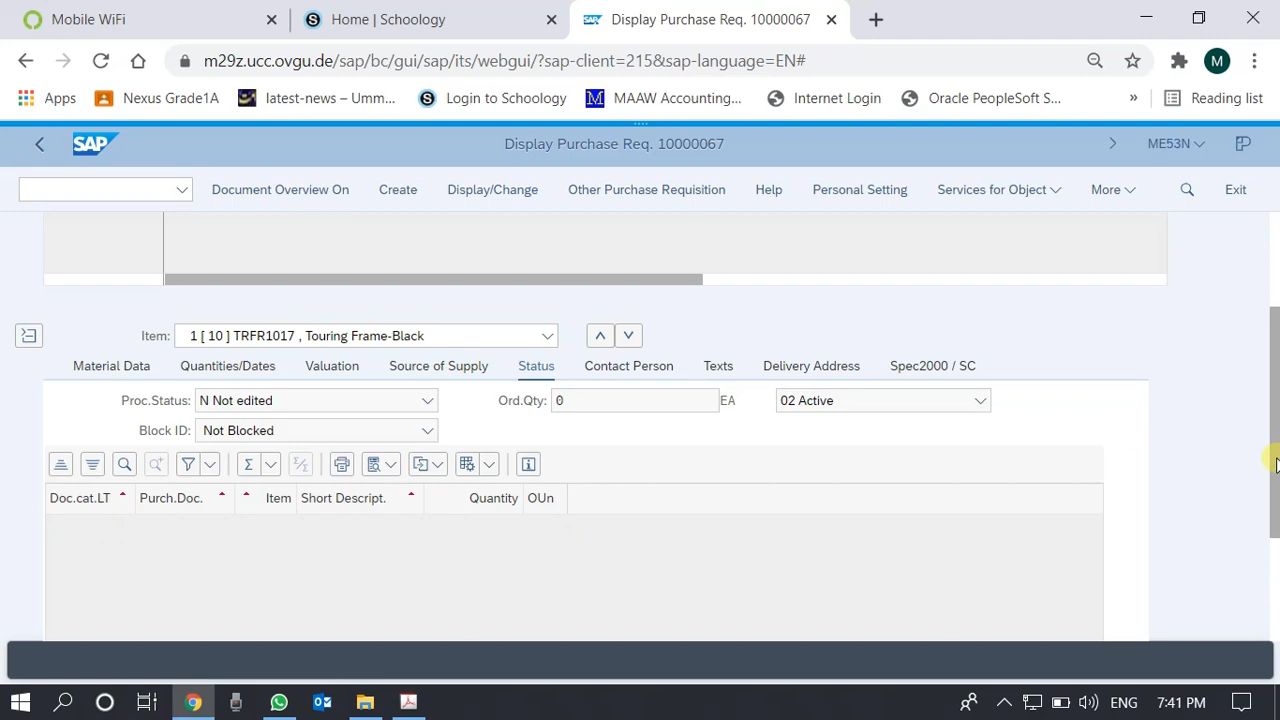 Mobile WiFi
Home | Schoology
Display Purchase Req. 10000067
m29z.ucc.ovgu.de/sap/bc/gui/sap/its/webgui/?sap-client=215&sap-language=EN#
M
Apps
Nexus Grade1A
latest-news – Umm...
Login to Schoology
MAAW Accounting...
Internet Login
Oracle PeopleSoft S...
»
Reading list
SAP
Display Purchase Req. 10000067
ME53N
Document Overview On
Create
Display/Change
Other Purchase Requisition
Help
Personal Setting
Services for Object
More
Exit
Item: 1 [ 10 ] TRFR1017 , Touring Frame-Black
Material Data
Quantities/Dates
Valuation
Source of Supply
Status
Contact Person
Texts
Delivery Address
Spec2000 / SC
Proc.Status: N Not edited
Ord.Qty: 0 EA
02 Active
Block ID: Not Blocked
Doc.cat.LT
Purch.Doc.
Item
Short Descript.
Quantity
OUn
ENG
7:41 PM